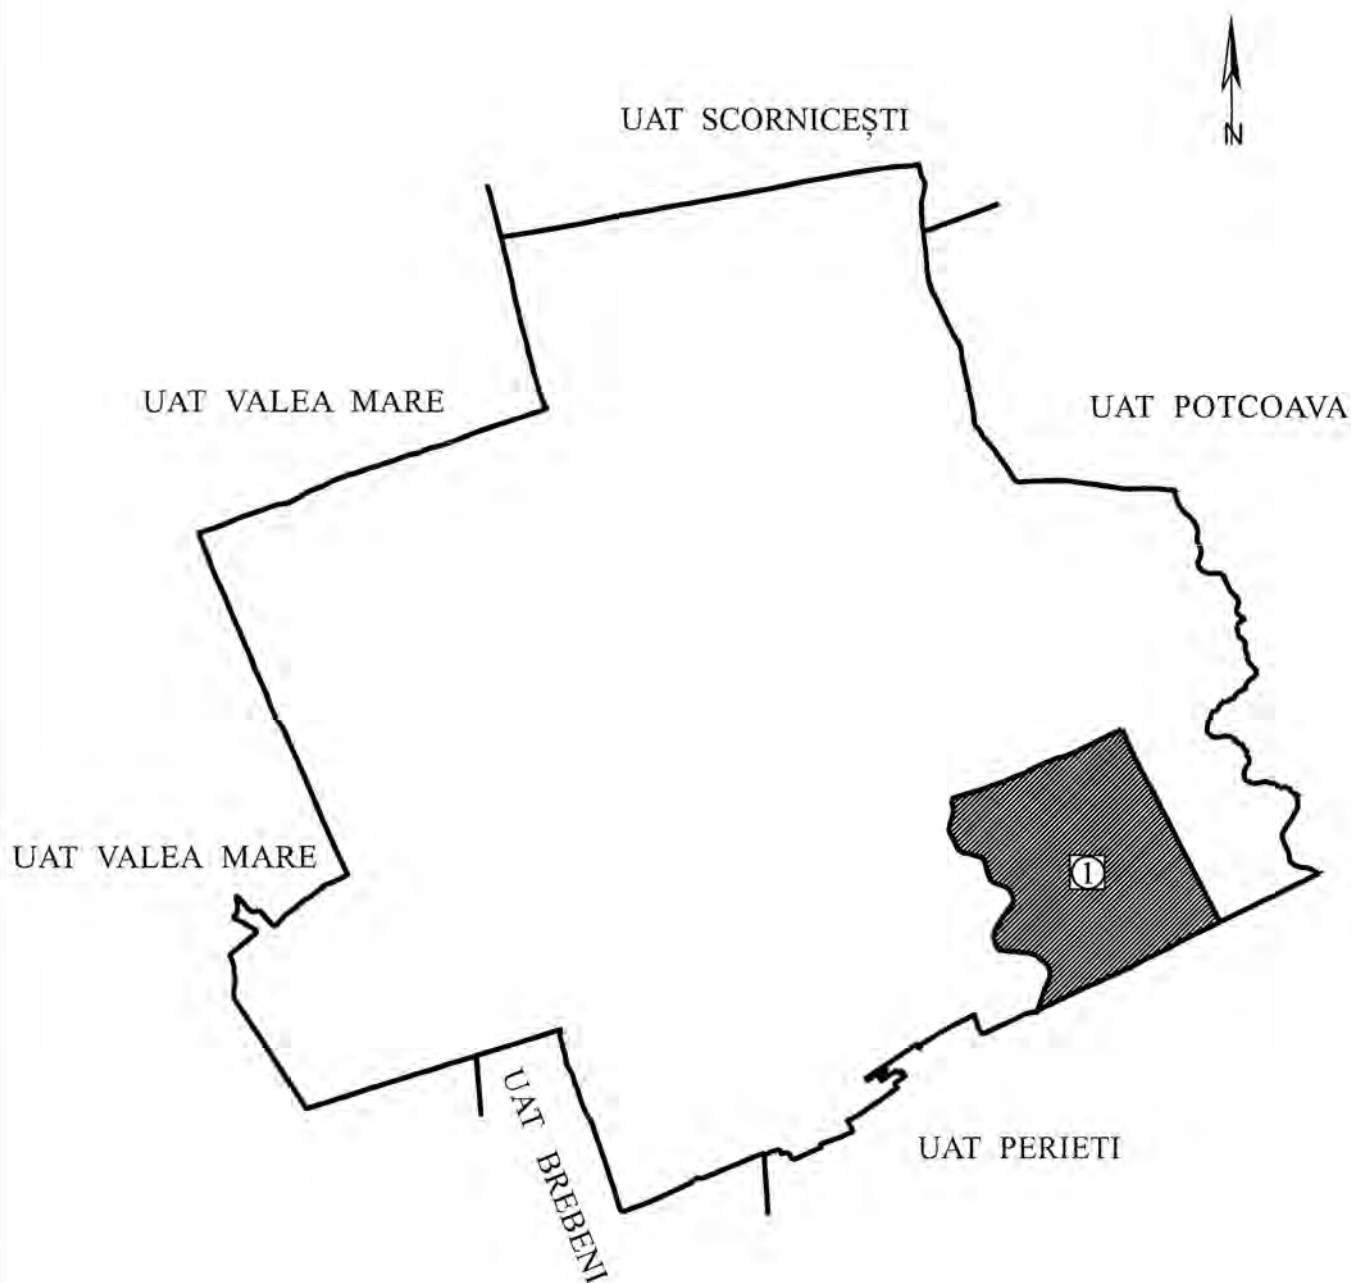 N
UAT SCORNICEȘTI
UAT VALEA MARE
UAT POTCOAVA
UAT VALEA MARE
1
UAT BREBENI
UAT PERIETI